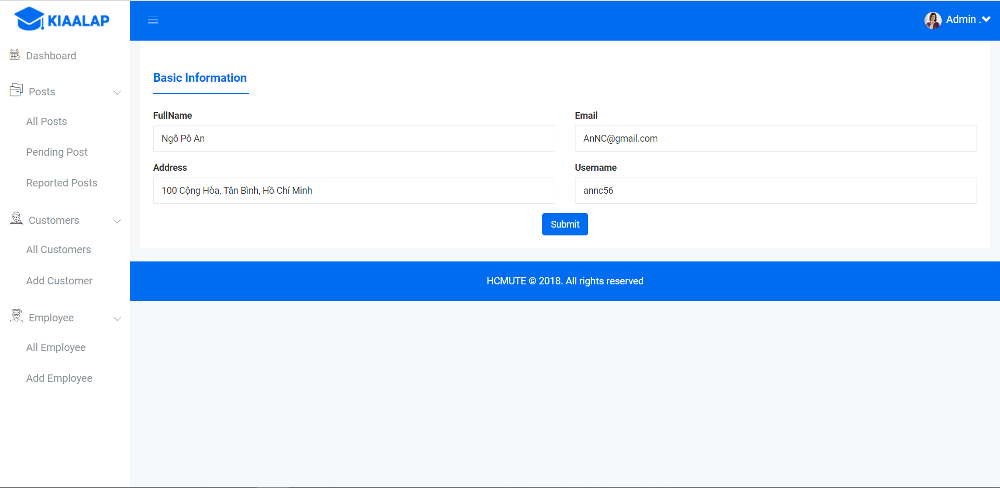 KIAALAP
Admin .
Dashboard
Posts
All Posts
Pending Post
Reported Posts
Customers
All Customers
Add Customer
Employee
All Employee
Add Employee
Basic Information
FullName
Email
Ngô Pô An
AnNC@gmail.com
Address
Username
100 Cộng Hòa, Tân Bình, Hồ Chí Minh
annc56
Submit
HCMUTE © 2018. All rights reserved